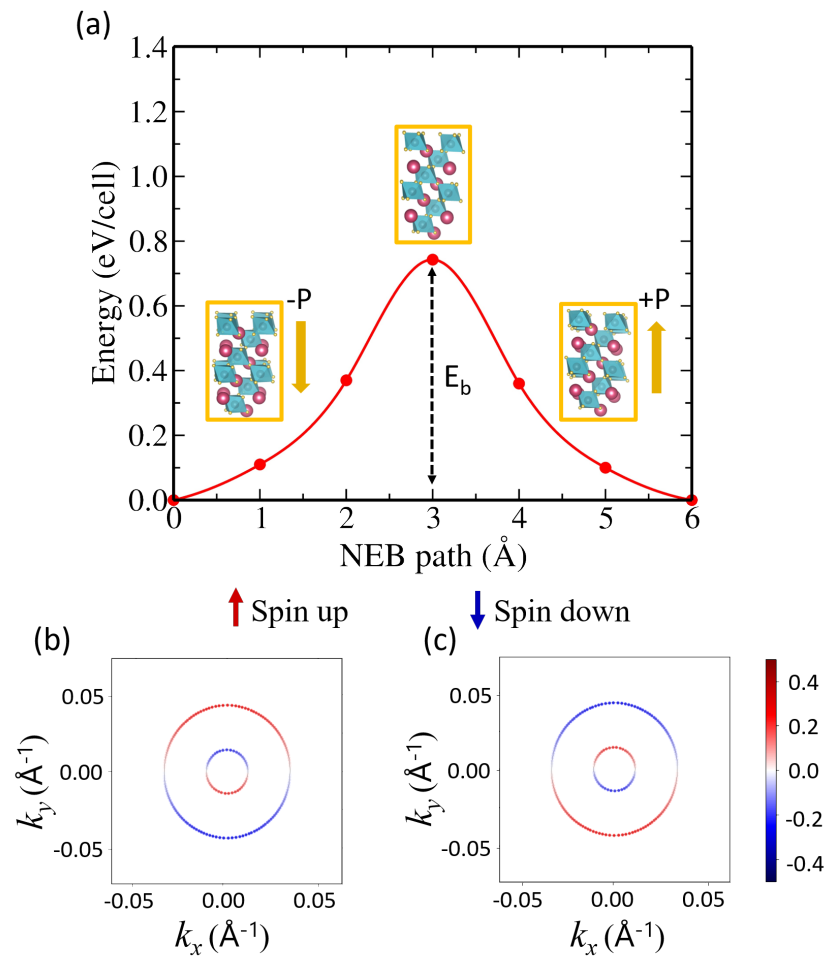 (a)
1.4
1.2
1.0
0.8
0.6
0.4
0.2
0.0
Energy (eV/cell)
-P
+P
E_b
0 1 2 3 4 5 6
NEB path (Å)
Spin up
Spin down
(b)
0.05
0.00
-0.05
k_y (Å⁻¹)
-0.05 0.00 0.05
k_x (Å⁻¹)
(c)
0.05
0.00
-0.05
k_y (Å⁻¹)
-0.05 0.00 0.05
k_x (Å⁻¹)
0.4
0.2
0.0
-0.2
-0.4